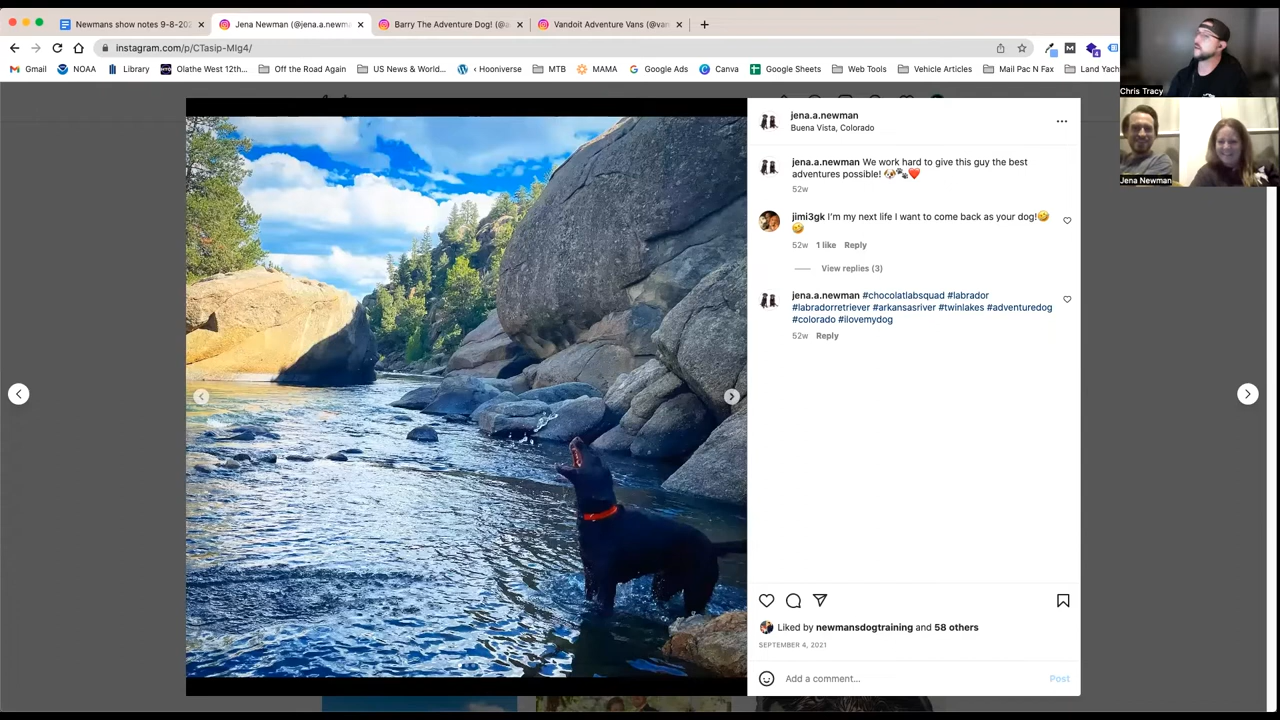 Newmans show notes 9-8-202
Jena Newman (@jena.a.newma
Barry The Adventure Dog! (@a
Vandoit Adventure Vans (@van
instagram.com/p/CTasip-MIg4/
Gmail
NOAA
Library
Olathe West 12th...
Off the Road Again
US News & World...
‹ Hooniverse
MTB
MAMA
Google Ads
Canva
Google Sheets
Web Tools
Vehicle Articles
Mail Pac N Fax
Land Yach
Chris Tracy
Jena Newman
jena.a.newman
Buena Vista, Colorado
jena.a.newman We work hard to give this guy the best
adventures possible! 🐶🐾❤️
52w
jimi3gk I'm my next life I want to come back as your dog!🤣
🤣
52w 1 like Reply
View replies (3)
jena.a.newman #chocolatlabsquad #labrador
#labradorretriever #arkansasriver #twinlakes #adventuredog
#colorado #ilovemydog
52w Reply
Liked by newmansdogtraining and 58 others
SEPTEMBER 4, 2021
Add a comment...
Post